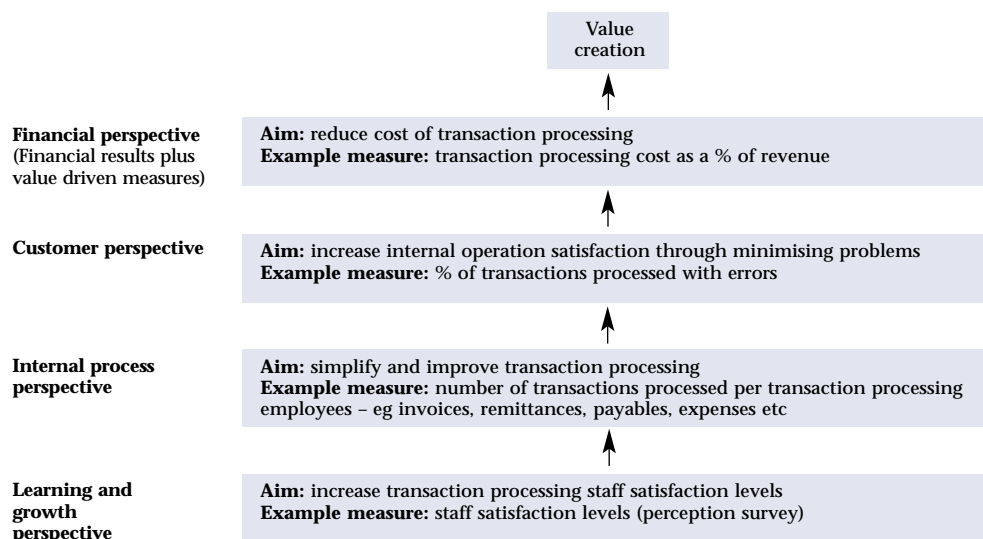 Value
creation
Financial perspective
(Financial results plus
value driven measures)
Aim: reduce cost of transaction processing
Example measure: transaction processing cost as a % of revenue
Customer perspective
Aim: increase internal operation satisfaction through minimising problems
Example measure: % of transactions processed with errors
Internal process
perspective
Aim: simplify and improve transaction processing
Example measure: number of transactions processed per transaction processing
employees – eg invoices, remittances, payables, expenses etc
Learning and
growth
perspective
Aim: increase transaction processing staff satisfaction levels
Example measure: staff satisfaction levels (perception survey)